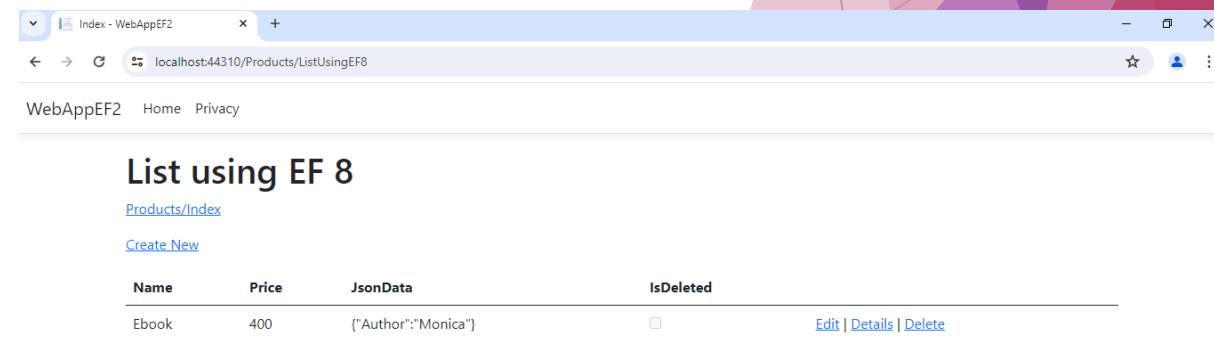 Index - WebAppEF2
localhost:44310/Products/ListUsingEF8
WebAppEF2 Home Privacy
List using EF 8
Products/Index
Create New
Name Price JsonData IsDeleted
Ebook 400 {"Author":"Monica"} Edit | Details | Delete